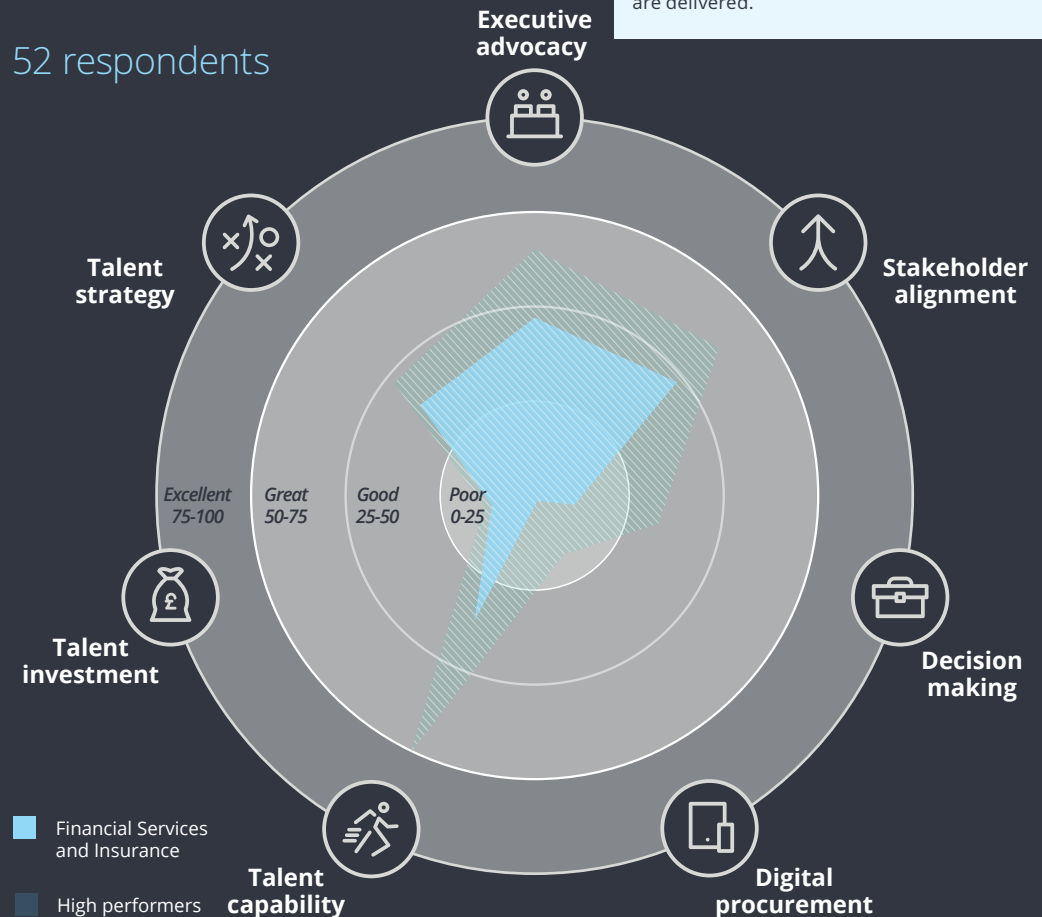 are delivered.
52 respondents
Executive
advocacy
Talent
strategy
Stakeholder
alignment
Excellent
75-100
Great
50-75
Good
25-50
Poor
0-25
£
Talent
investment
Decision
making
Financial Services
and Insurance
High performers
Talent
capability
Digital
procurement